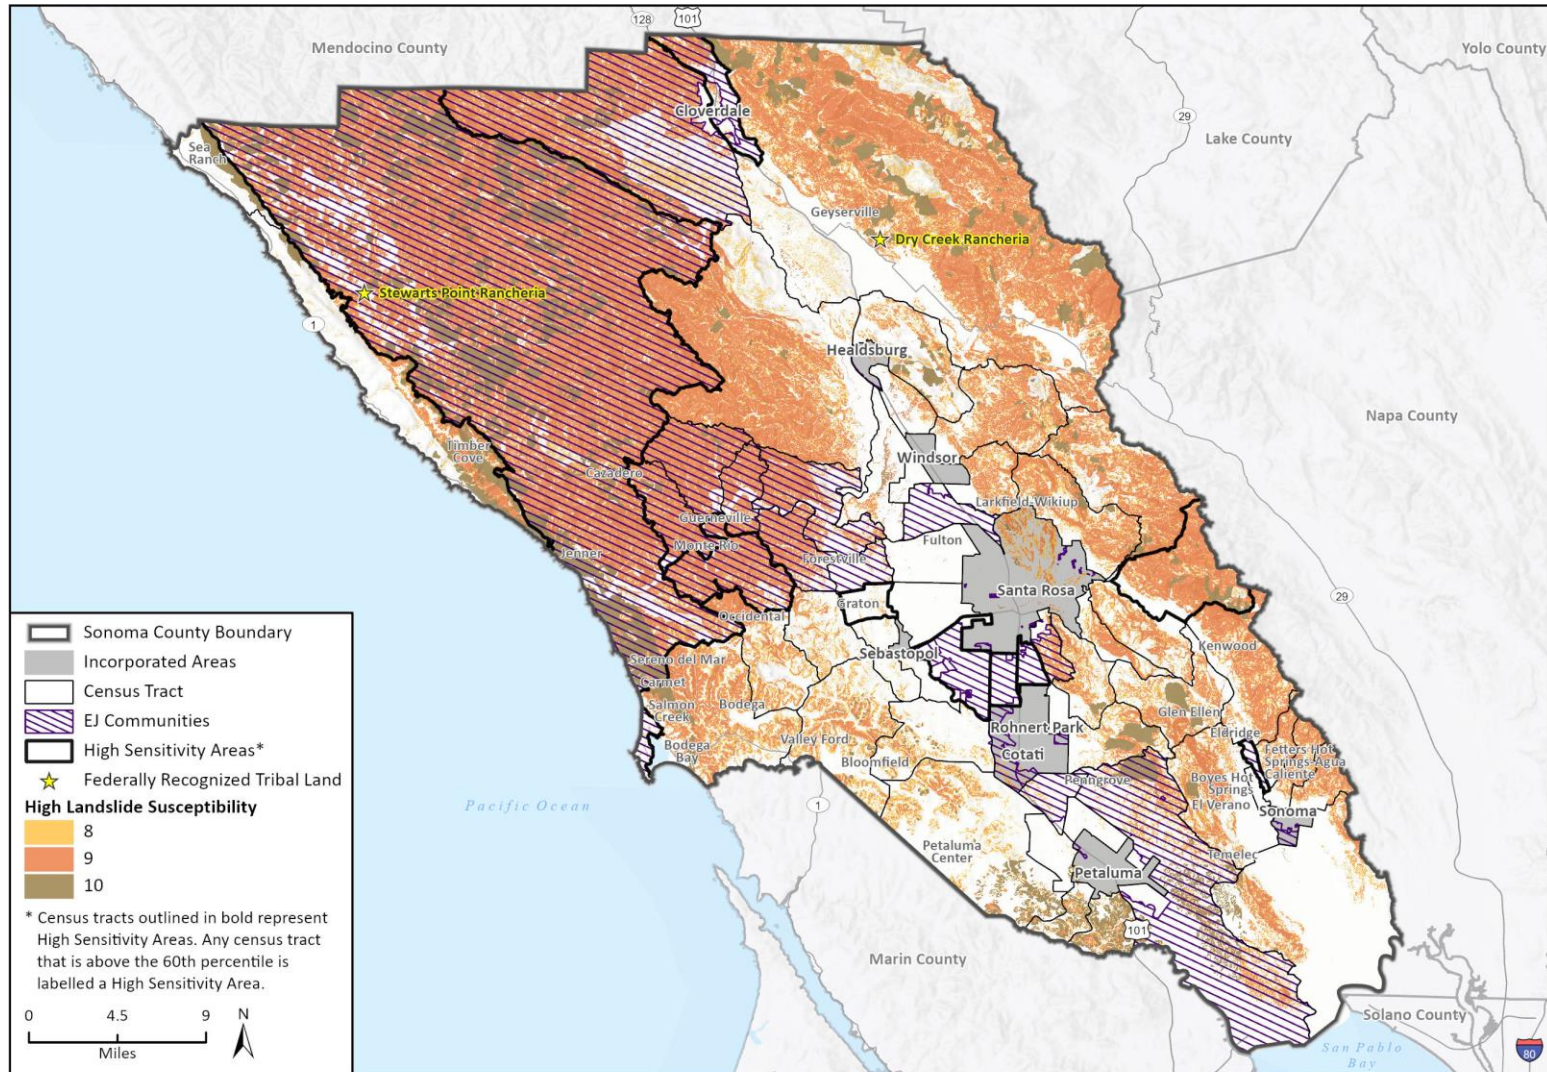 128
101
Mendocino County
Yolo County
Cloverdale
29
Lake County
Sea
Ranch
Geyserville
Dry Creek Rancheria
Stewarts Point Rancheria
1
Healdsburg
Napa County
Timber
Cove
Windsor
Cazadero
Larkfield-Wikiup
Guerneville
Fulton
Monte Rio
Jenner
Forestville
Santa Rosa
29
Graton
Occidental
Sebastopol
Kenwood
Sereno del Mar
Carmet
Salmon
Creek
Bodega
Glen Ellen
Rohnert Park
Eldridge
Valley Ford
Bodega
Bay
Cotati
Fetters Hot
Springs-Agua
Caliente
Bloomfield
Penngrove
Boyes Hot
Springs
El Verano
Sonoma
Pacific Ocean
1
Petaluma
Center
Temelec
Petaluma
101
Marin County
Solano County
San Pablo
Bay
80
Sonoma County Boundary
Incorporated Areas
Census Tract
EJ Communities
High Sensitivity Areas*
Federally Recognized Tribal Land
High Landslide Susceptibility
8
9
10
* Census tracts outlined in bold represent
High Sensitivity Areas. Any census tract
that is above the 60th percentile is
labelled a High Sensitivity Area.
0 4.5 9
Miles
N